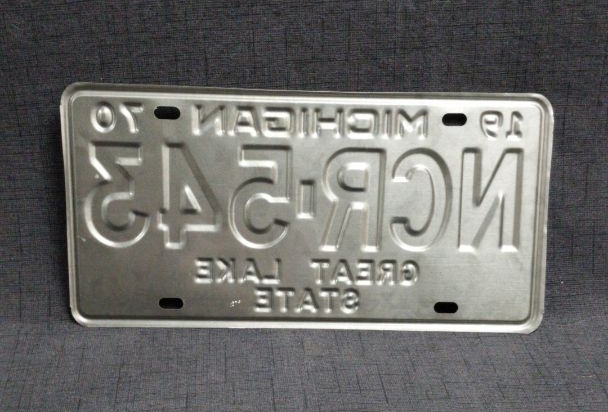 19 MICHIGAN 70
NCR-543
GREAT LAKE
STATE